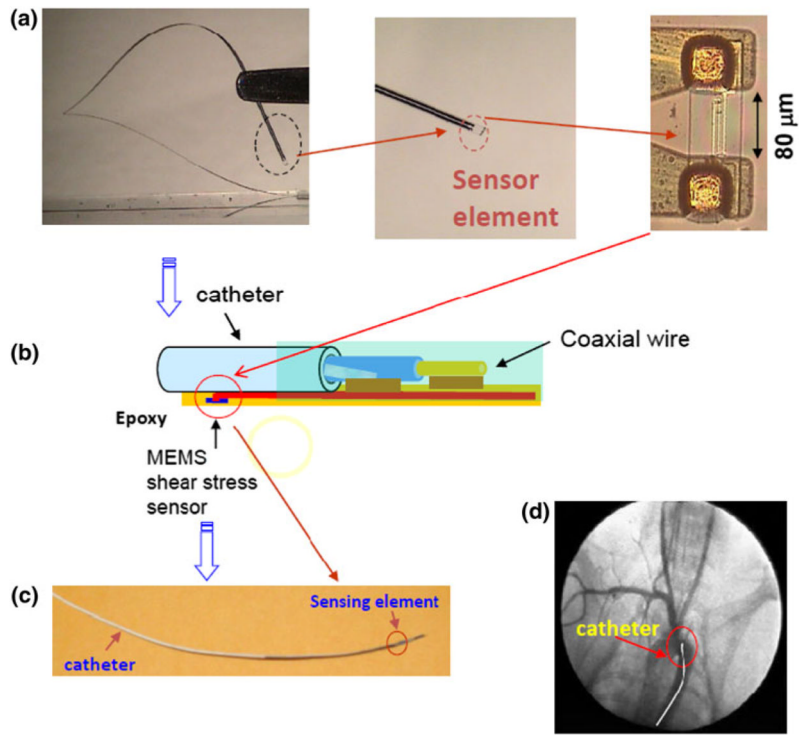 (a)
Sensor
element
80 μm
catheter
(b)
Coaxial wire
Epoxy
MEMS
shear stress
sensor
(d)
(c)
Sensing element
catheter
catheter